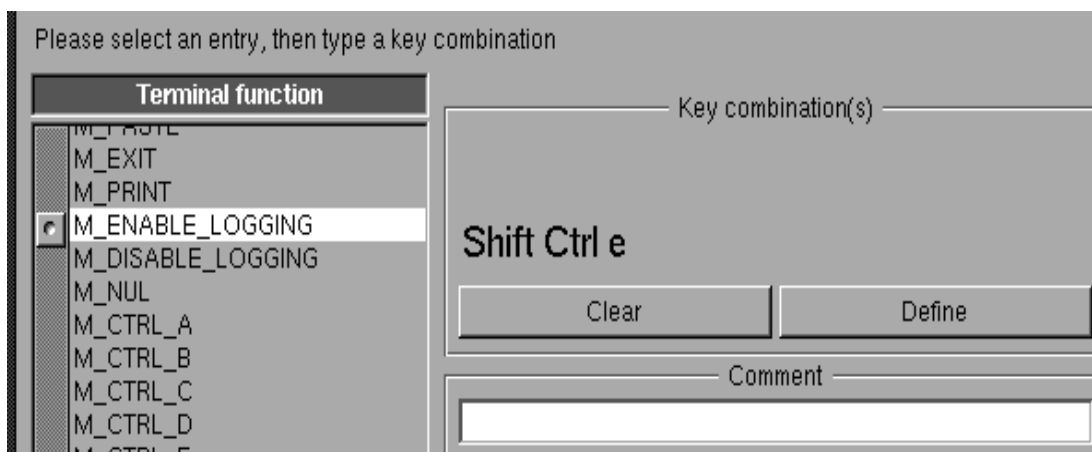 Please select an entry, then type a key combination
Terminal function
Key combination(s)
M_PASTE
M_EXIT
M_PRINT
M_ENABLE_LOGGING
Shift Ctrl e
M_DISABLE_LOGGING
M_NUL
Clear
Define
M_CTRL_A
M_CTRL_B
Comment
M_CTRL_C
M_CTRL_D